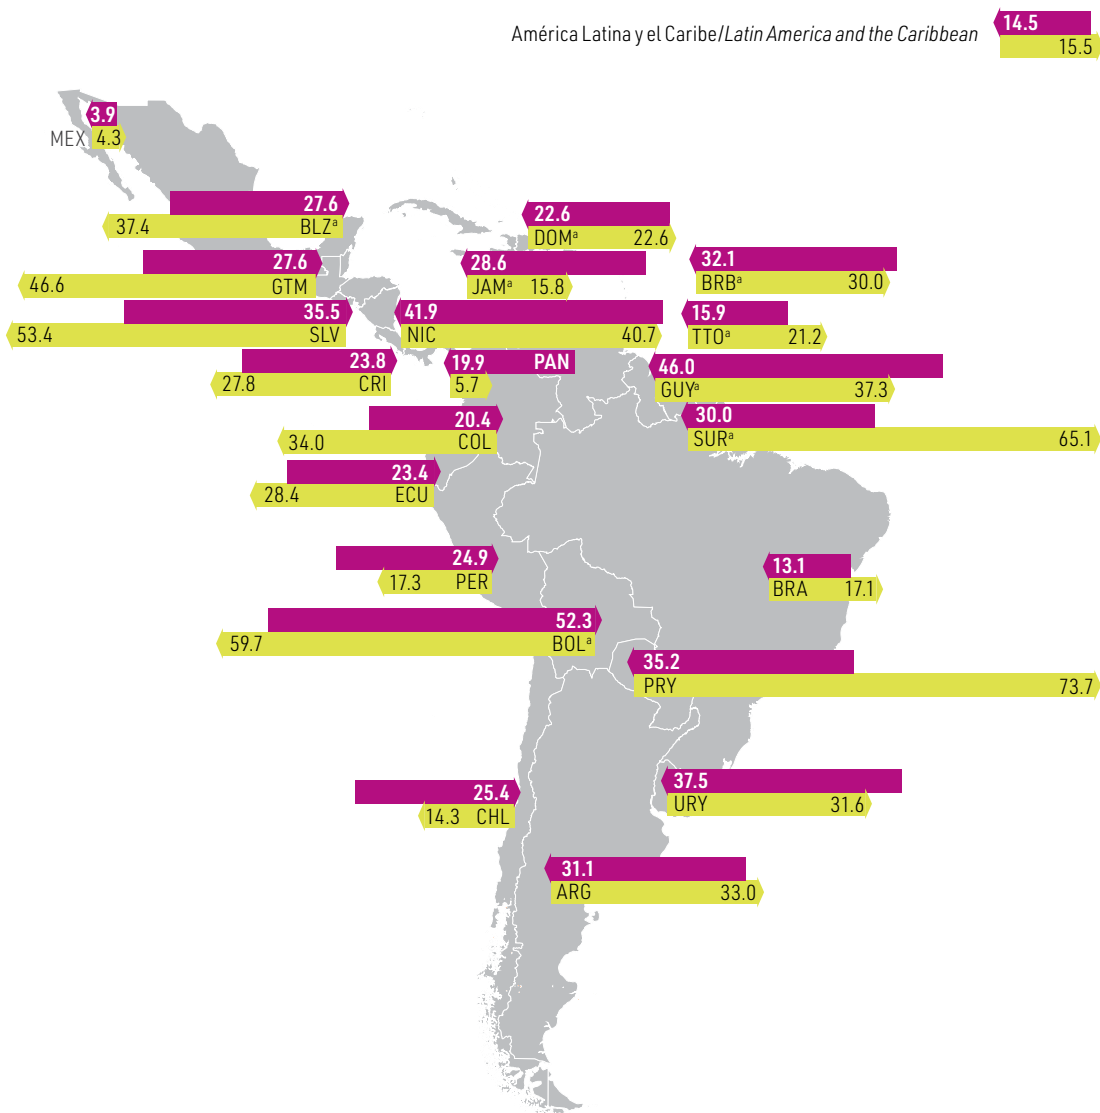 América Latina y el Caribe/Latin America and the Caribbean
14.5
15.5
3.9
MEX 4.3
27.6
37.4 BLZª
22.6
DOMª 22.6
27.6
46.6 GTM
28.6
JAMª 15.8
32.1
BRBª 30.0
35.5
53.4 SLV
41.9
NIC 40.7
15.9
TTOª 21.2
23.8
27.8 CRI
19.9 PAN
5.7
46.0
GUYª 37.3
20.4
34.0 COL
30.0
SURª 65.1
23.4
28.4 ECU
24.9
17.3 PER
13.1
BRA 17.1
52.3
59.7 BOLª
35.2
PRY 73.7
25.4
14.3 CHL
37.5
URY 31.6
31.1
ARG 33.0